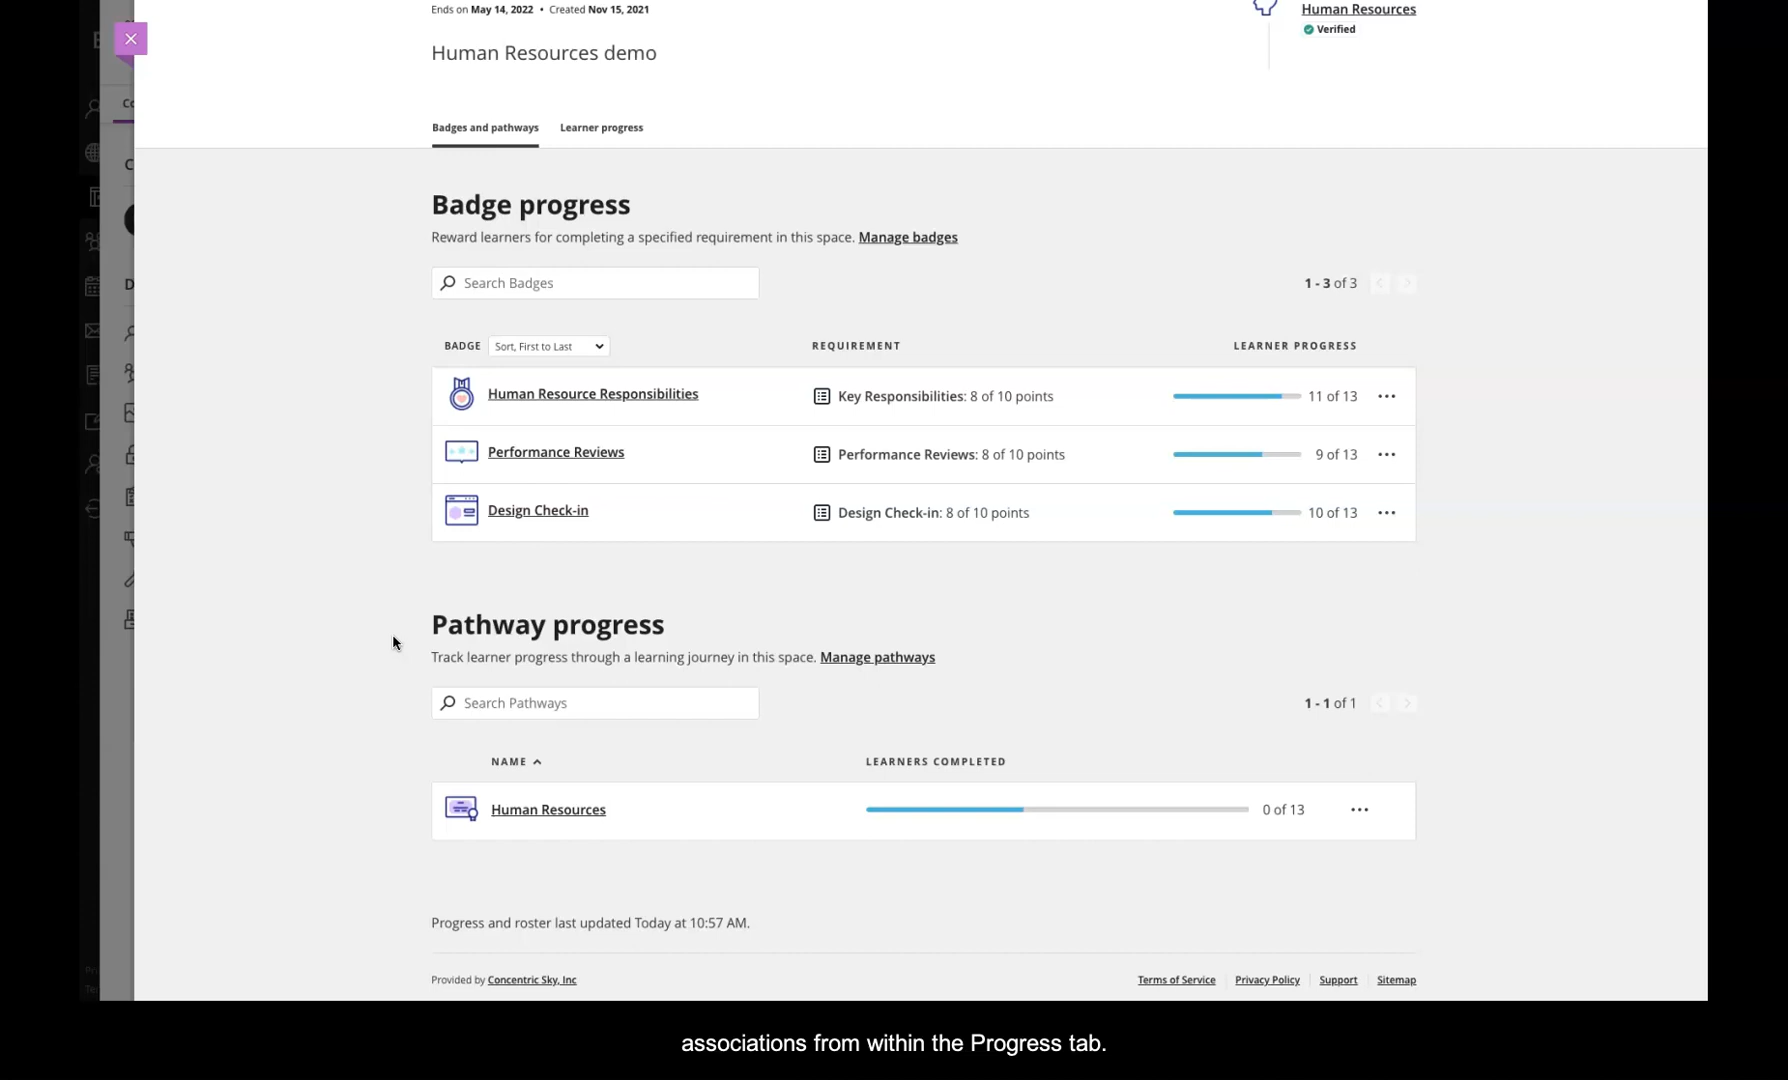 Ends on May 14, 2022 • Created Nov 15, 2021
Human Resources
Verified
Human Resources demo
Badges and pathways Learner progress
Badge progress
Reward learners for completing a specified requirement in this space. Manage badges
Search Badges
1 - 3 of 3
BADGE Sort, First to Last REQUIREMENT LEARNER PROGRESS
Human Resource Responsibilities Key Responsibilities: 8 of 10 points 11 of 13
Performance Reviews Performance Reviews: 8 of 10 points 9 of 13
Design Check-in Design Check-in: 8 of 10 points 10 of 13
Pathway progress
Track learner progress through a learning journey in this space. Manage pathways
Search Pathways
1 - 1 of 1
NAME LEARNERS COMPLETED
Human Resources 0 of 13
Progress and roster last updated Today at 10:57 AM.
Provided by Concentric Sky, Inc Terms of Service Privacy Policy Support Sitemap
associations from within the Progress tab.